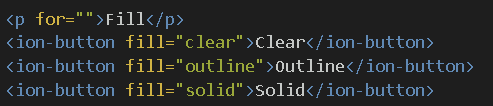 <p for="">Fill</p>
<ion-button fill="clear">Clear</ion-button>
<ion-button fill="outline">Outline</ion-button>
<ion-button fill="solid">Solid</ion-button>